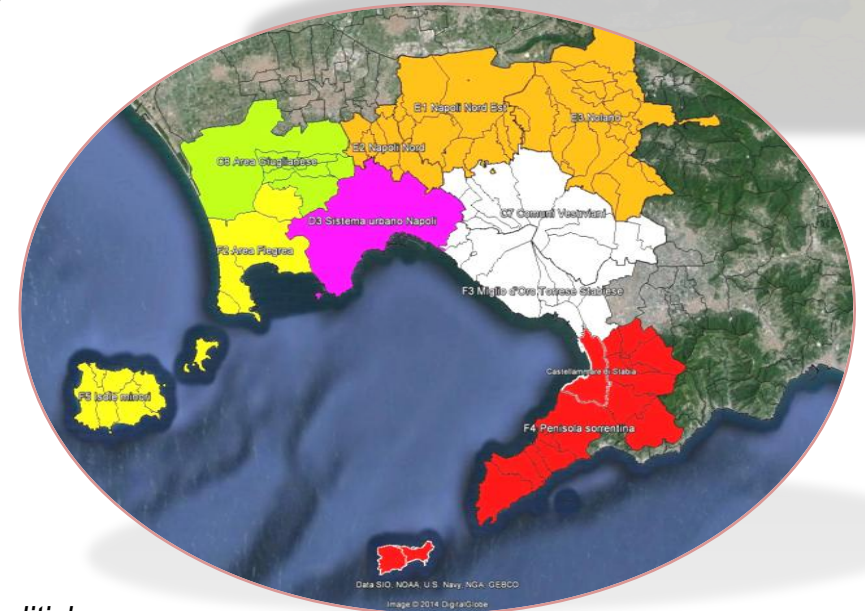 E1 Napoli Nord Est
E3 Nolano
E2 Napoli Nord
C8 Area Giuglianese
C7 Comuni Vesuviani
D3 Sistema urbano Napoli
F2 Area Flegrea
F3 Miglio d'Oro Torrese Stabiese
Castellammare di Stabia
F5 Isole minori
F4 Penisola sorrentina
Data SIO, NOAA, U.S. Navy, NGA, GEBCO
Image © 2014 DigitalGlobe